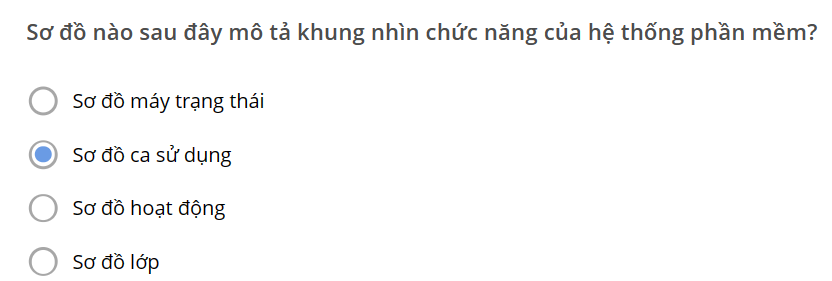 Sơ đồ nào sau đây mô tả khung nhìn chức năng của hệ thống phần mềm?
Sơ đồ máy trạng thái
Sơ đồ ca sử dụng
Sơ đồ hoạt động
Sơ đồ lớp